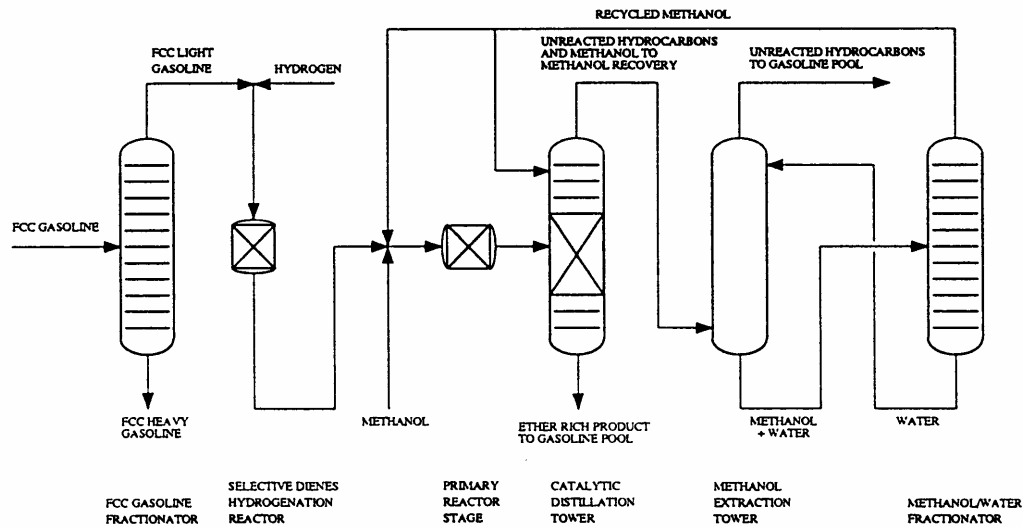 RECYCLED METHANOL
FCC LIGHT
GASOLINE
HYDROGEN
UNREACTED HYDROCARBONS
AND METHANOL TO
METHANOL RECOVERY
UNREACTED HYDROCARBONS
TO GASOLINE POOL
FCC GASOLINE
FCC HEAVY
GASOLINE
METHANOL
ETHER RICH PRODUCT
TO GASOLINE POOL
METHANOL
+ WATER
WATER
FCC GASOLINE
FRACTIONATOR
SELECTIVE DIENES
HYDROGENATION
REACTOR
PRIMARY
REACTOR
STAGE
CATALYTIC
DISTILLATION
TOWER
METHANOL
EXTRACTION
TOWER
METHANOL/WATER
FRACTIONATOR